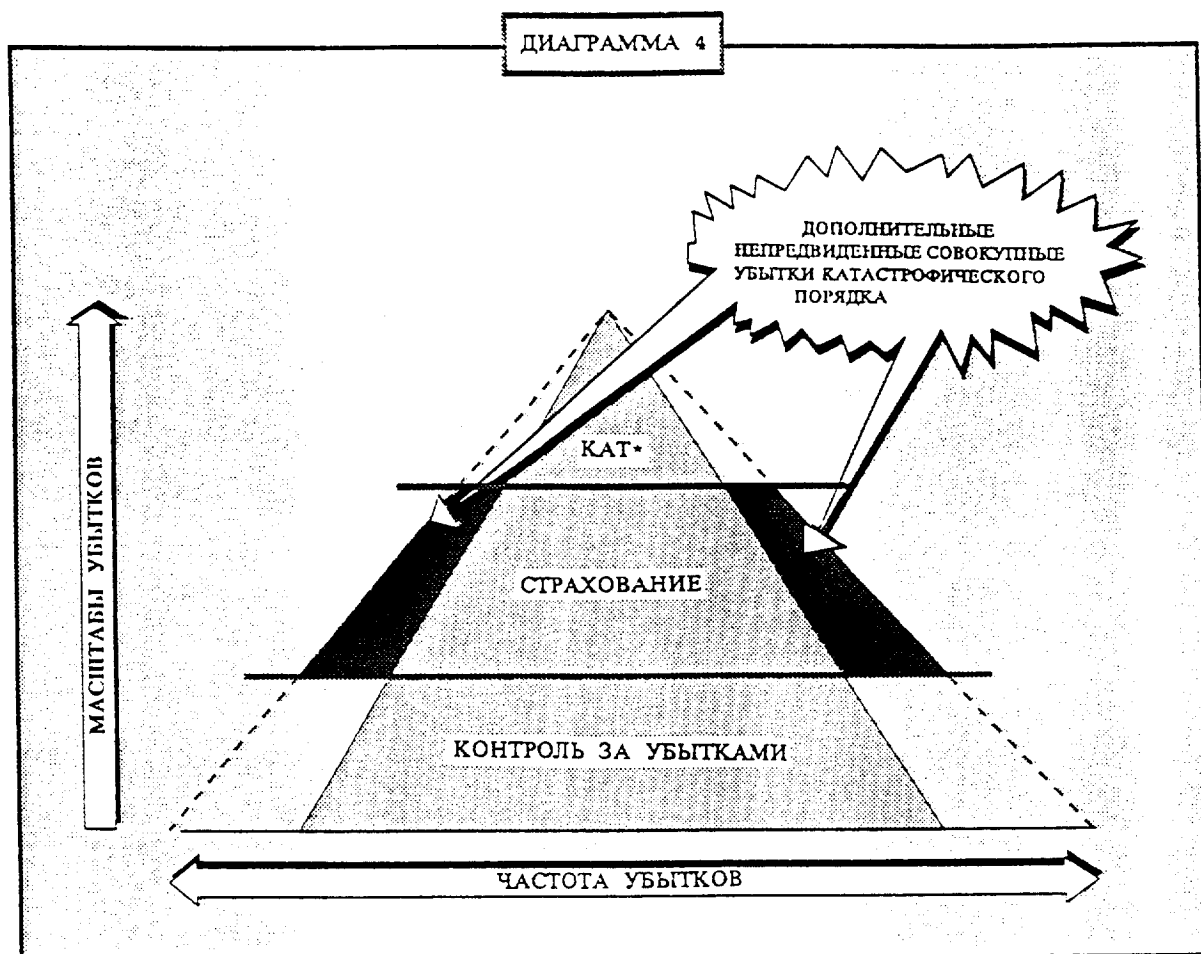 ДИАГРАММА 4
ДОПОЛНИТЕЛЬНЫЕ
НЕПРЕДВИДЕННЫЕ СОВОКУПНЫЕ
УБЫТКИ КАТАСТРОФИЧЕСКОГО
ПОРЯДКА
КАТ*
СТРАХОВАНИЕ
КОНТРОЛЬ ЗА УБЫТКАМИ
МАСШТАБЫ УБЫТКОВ
ЧАСТОТА УБЫТКОВ